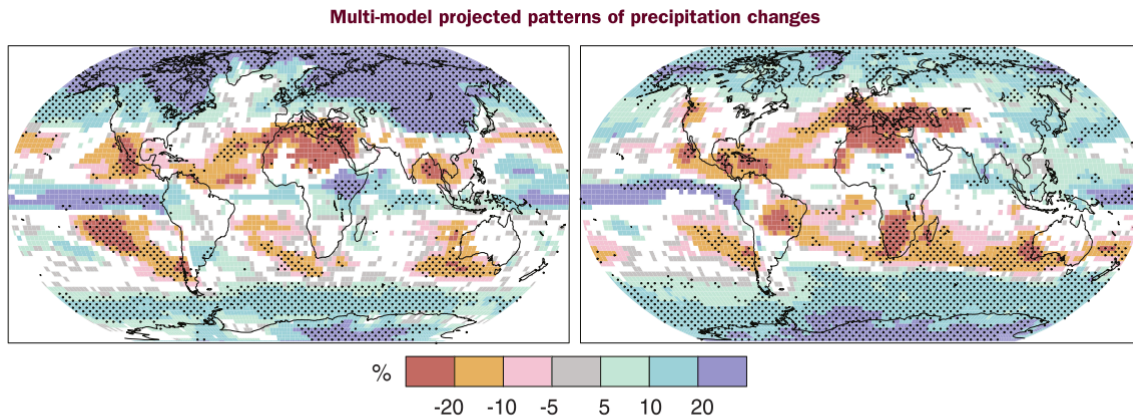 Multi-model projected patterns of precipitation changes
%
-20 -10 -5 5 10 20